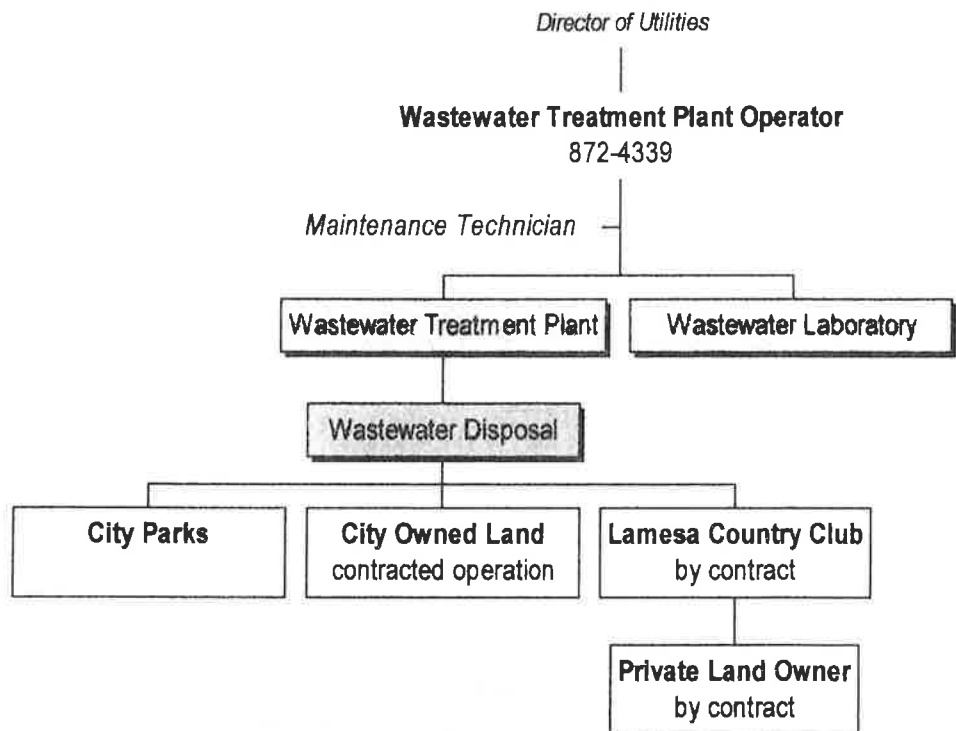 Director of Utilities
Wastewater Treatment Plant Operator
872-4339
Maintenance Technician
Wastewater Treatment Plant
Wastewater Laboratory
Wastewater Disposal
City Parks
City Owned Land
contracted operation
Lamesa Country Club
by contract
Private Land Owner
by contract